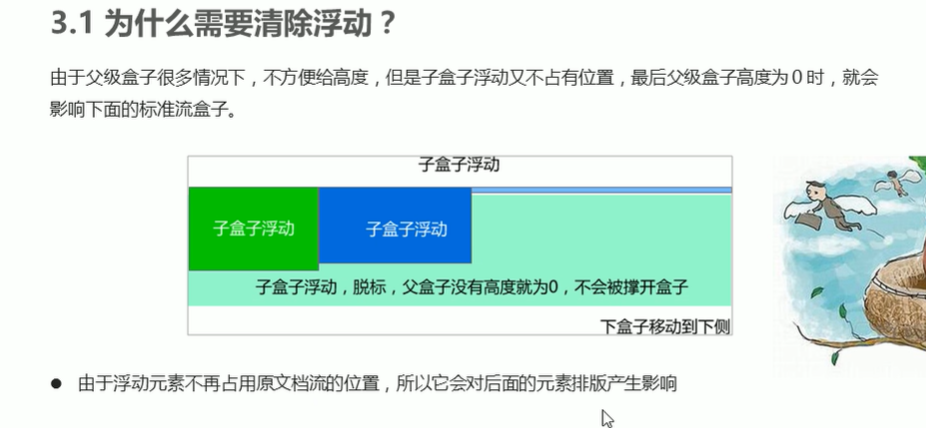 3.1 为什么需要清除浮动？
由于父级盒子很多情况下，不方便给高度，但是子盒子浮动又不占有位置，最后父级盒子高度为 0 时，就会
影响下面的标准流盒子。
子盒子浮动
子盒子浮动
子盒子浮动
子盒子浮动，脱标，父盒子没有高度就为0，不会被撑开盒子
下盒子移动到下侧
● 由于浮动元素不再占用原文档流的位置，所以它会对后面的元素排版产生影响